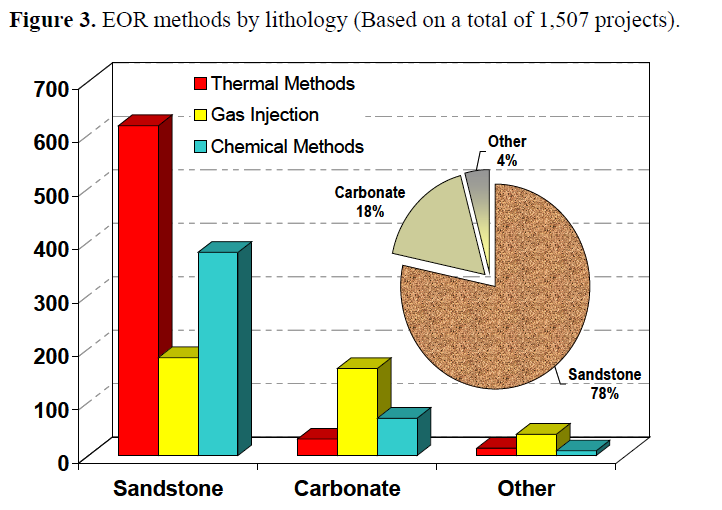 Figure 3. EOR methods by lithology (Based on a total of 1,507 projects).
700
600
500
400
300
200
100
0
Thermal Methods
Gas Injection
Chemical Methods
Other
4%
Carbonate
18%
Sandstone
78%
Sandstone
Carbonate
Other